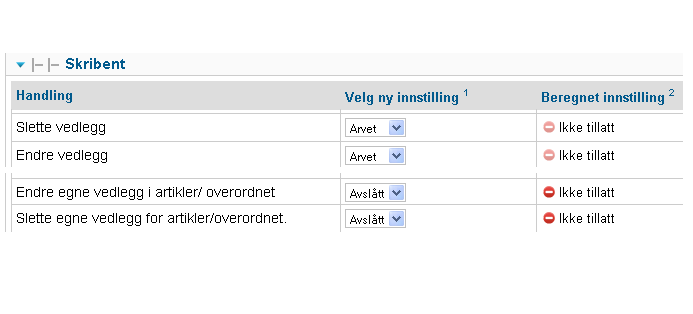 Skribent
Handling Velg ny innstilling 1 Beregnet innstilling 2
Slette vedlegg Arvet Ikke tillatt
Endre vedlegg Arvet Ikke tillatt
Endre egne vedlegg i artikler/ overordnet Avslått Ikke tillatt
Slette egne vedlegg for artikler/overordnet. Avslått Ikke tillatt